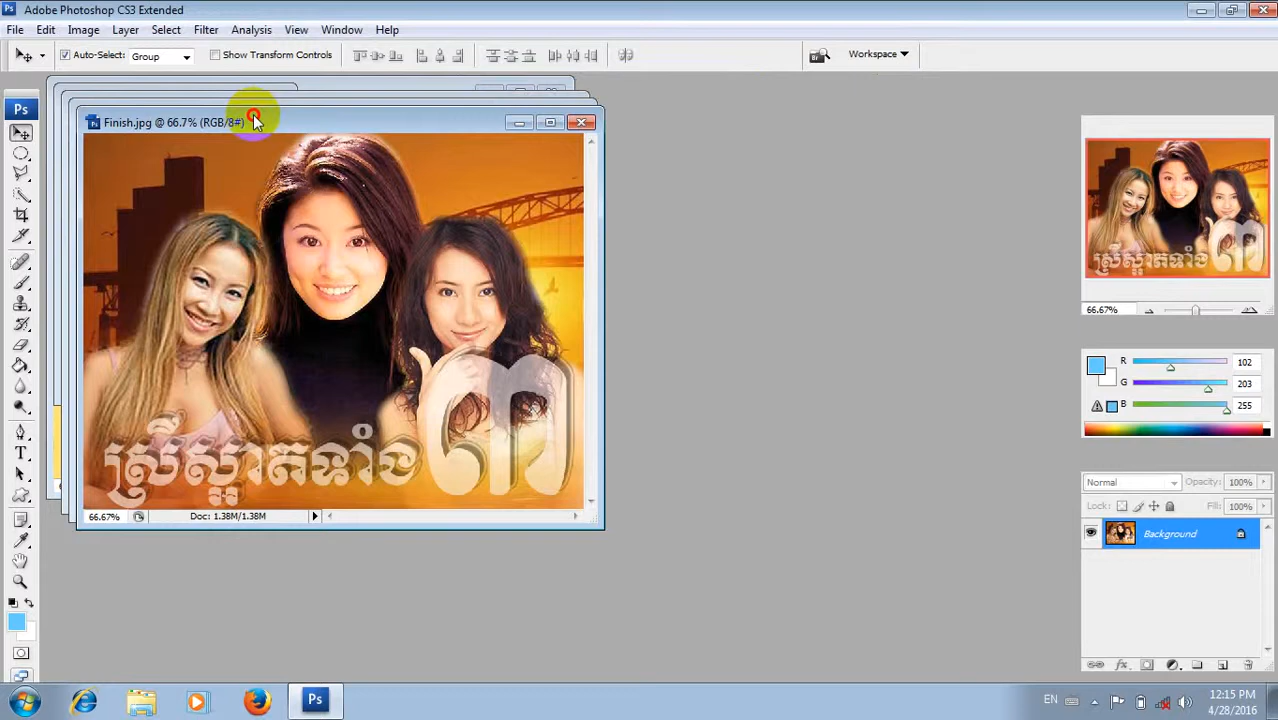 Adobe Photoshop CS3 Extended
File Edit Image Layer Select Filter Analysis View Window Help
Auto-Select: Group Show Transform Controls Workspace
Ps
Finish.jpg @ 66.7% (RGB/8#)
ស្រីស្អាតទាំង៣
66.67% Doc: 1.38M/1.38M
66.67%
R 102
G 203
B 255
Normal Opacity: 100%
Lock: Fill: 100%
Background
Ps EN 12:15 PM
4/28/2016